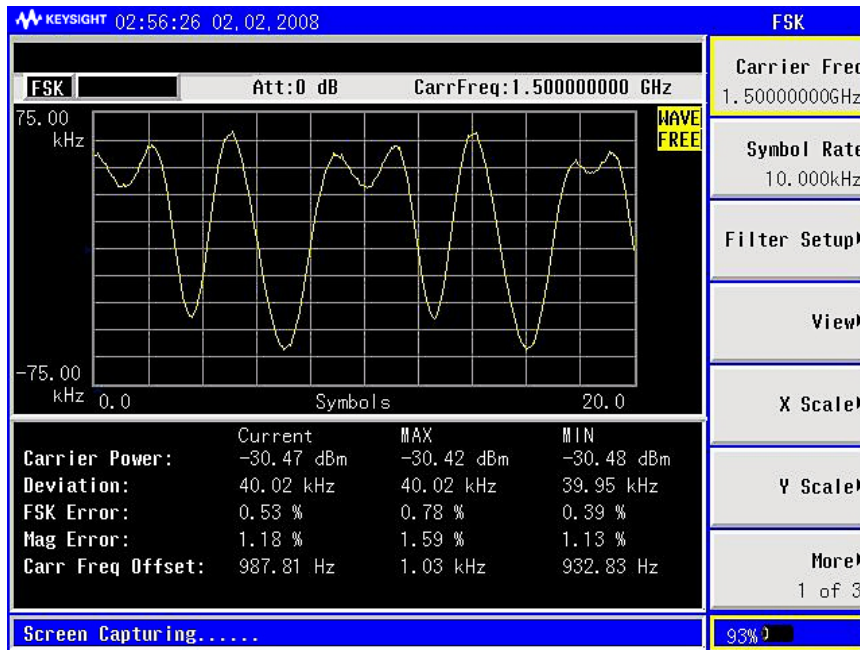 KEYSIGHT 02:56:26 02,02,2008
FSK
FSK Att:0 dB CarrFreq:1.500000000 GHz
75.00
kHz
WAVE
FREE
-75.00
kHz
0.0 Symbols 20.0
Current MAX MIN
Carrier Power: -30.47 dBm -30.42 dBm -30.48 dBm
Deviation: 40.02 kHz 40.02 kHz 39.95 kHz
FSK Error: 0.53 % 0.78 % 0.39 %
Mag Error: 1.18 % 1.59 % 1.13 %
Carr Freq Offset: 987.81 Hz 1.03 kHz 932.83 Hz
Screen Capturing......
Carrier Freq
1.50000000GHz
Symbol Rate
10.000kHz
Filter Setup
View
X Scale
Y Scale
More
1 of 3
93%